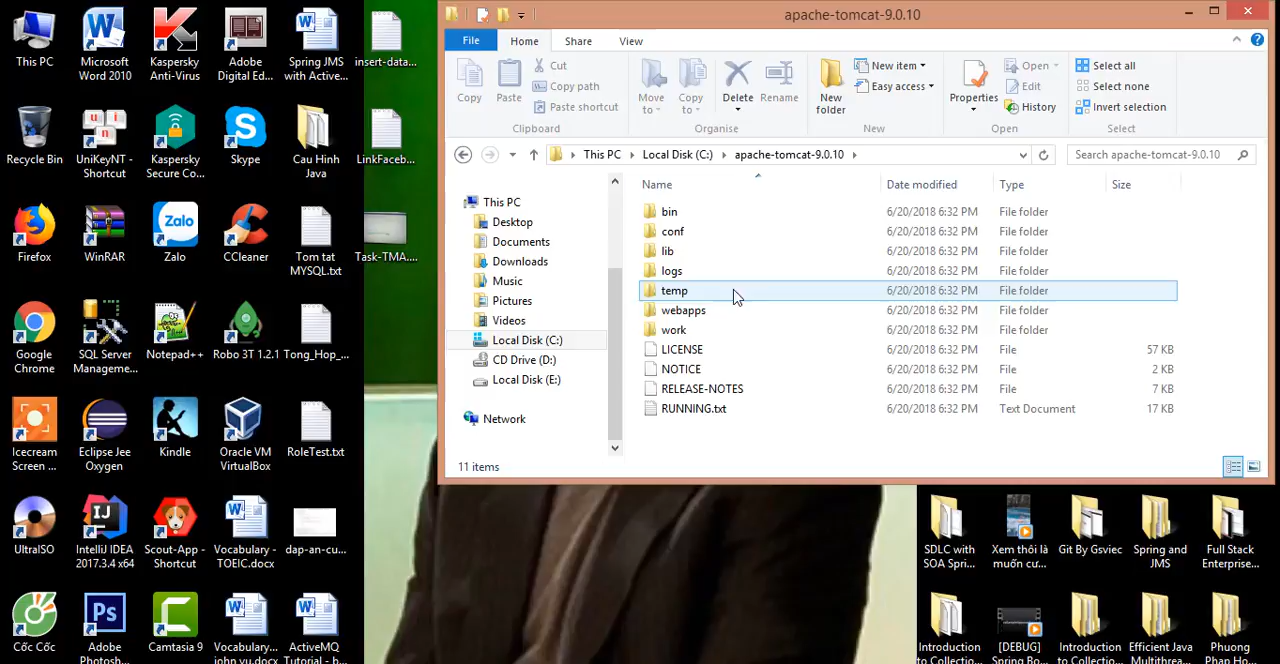 This PC
Microsoft
Word 2010
Kaspersky
Anti-Virus
Adobe
Digital Ed...
Spring JMS
with Active...
insert-data...
Recycle Bin
UniKeyNT -
Shortcut
Kaspersky
Secure Co...
Skype
Cau Hinh
Java
LinkFaceb...
Firefox
WinRAR
Zalo
Zalo
CCleaner
Tom tat
MYSQL.txt
Task-TMA...
Google
Chrome
SQL Server
Manageme...
Notepad++
Robo 3T 1.2.1
Tong_Hop_...
Icecream
Screen ...
Eclipse Jee
Oxygen
Kindle
Oracle VM
VirtualBox
RoleTest.txt
UltraISO
IntelliJ IDEA
2017.3.4 x64
Scout-App -
Shortcut
Vocabulary -
TOEIC.docx
dap-an-cu...
Cốc Cốc
Adobe
Photosh...
Camtasia 9
Vocabulary...
john vu.docx
ActiveMQ
Tutorial - b...
apache-tomcat-9.0.10
File
Home
Share
View
Copy
Paste
Cut
Copy path
Paste shortcut
Clipboard
Move
to
Copy
to
Delete
Rename
Organise
New
folder
New item
Easy access
New
Properties
Open
Edit
History
Open
Select all
Select none
Invert selection
Select
This PC
Local Disk (C:)
apache-tomcat-9.0.10
Search apache-tomcat-9.0.10
This PC
Desktop
Documents
Downloads
Music
Pictures
Videos
Local Disk (C:)
CD Drive (D:)
Local Disk (E:)
Network
Name Date modified Type Size
bin 6/20/2018 6:32 PM File folder
conf 6/20/2018 6:32 PM File folder
lib 6/20/2018 6:32 PM File folder
logs 6/20/2018 6:32 PM File folder
temp 6/20/2018 6:32 PM File folder
webapps 6/20/2018 6:32 PM File folder
work 6/20/2018 6:32 PM File folder
LICENSE 6/20/2018 6:32 PM File 57 KB
NOTICE 6/20/2018 6:32 PM File 2 KB
RELEASE-NOTES 6/20/2018 6:32 PM File 7 KB
RUNNING.txt 6/20/2018 6:32 PM Text Document 17 KB
11 items
SDLC with
SOA Spri...
Xem thôi là
muốn cư...
Git By Gsviec
Spring and
JMS
Full Stack
Enterprise...
Introduction
to Collection...
[DEBUG]
Spring Bo...
Introduction
to Collectio...
Efficient Java
Multithrea...
Phuong
Phap Ho...